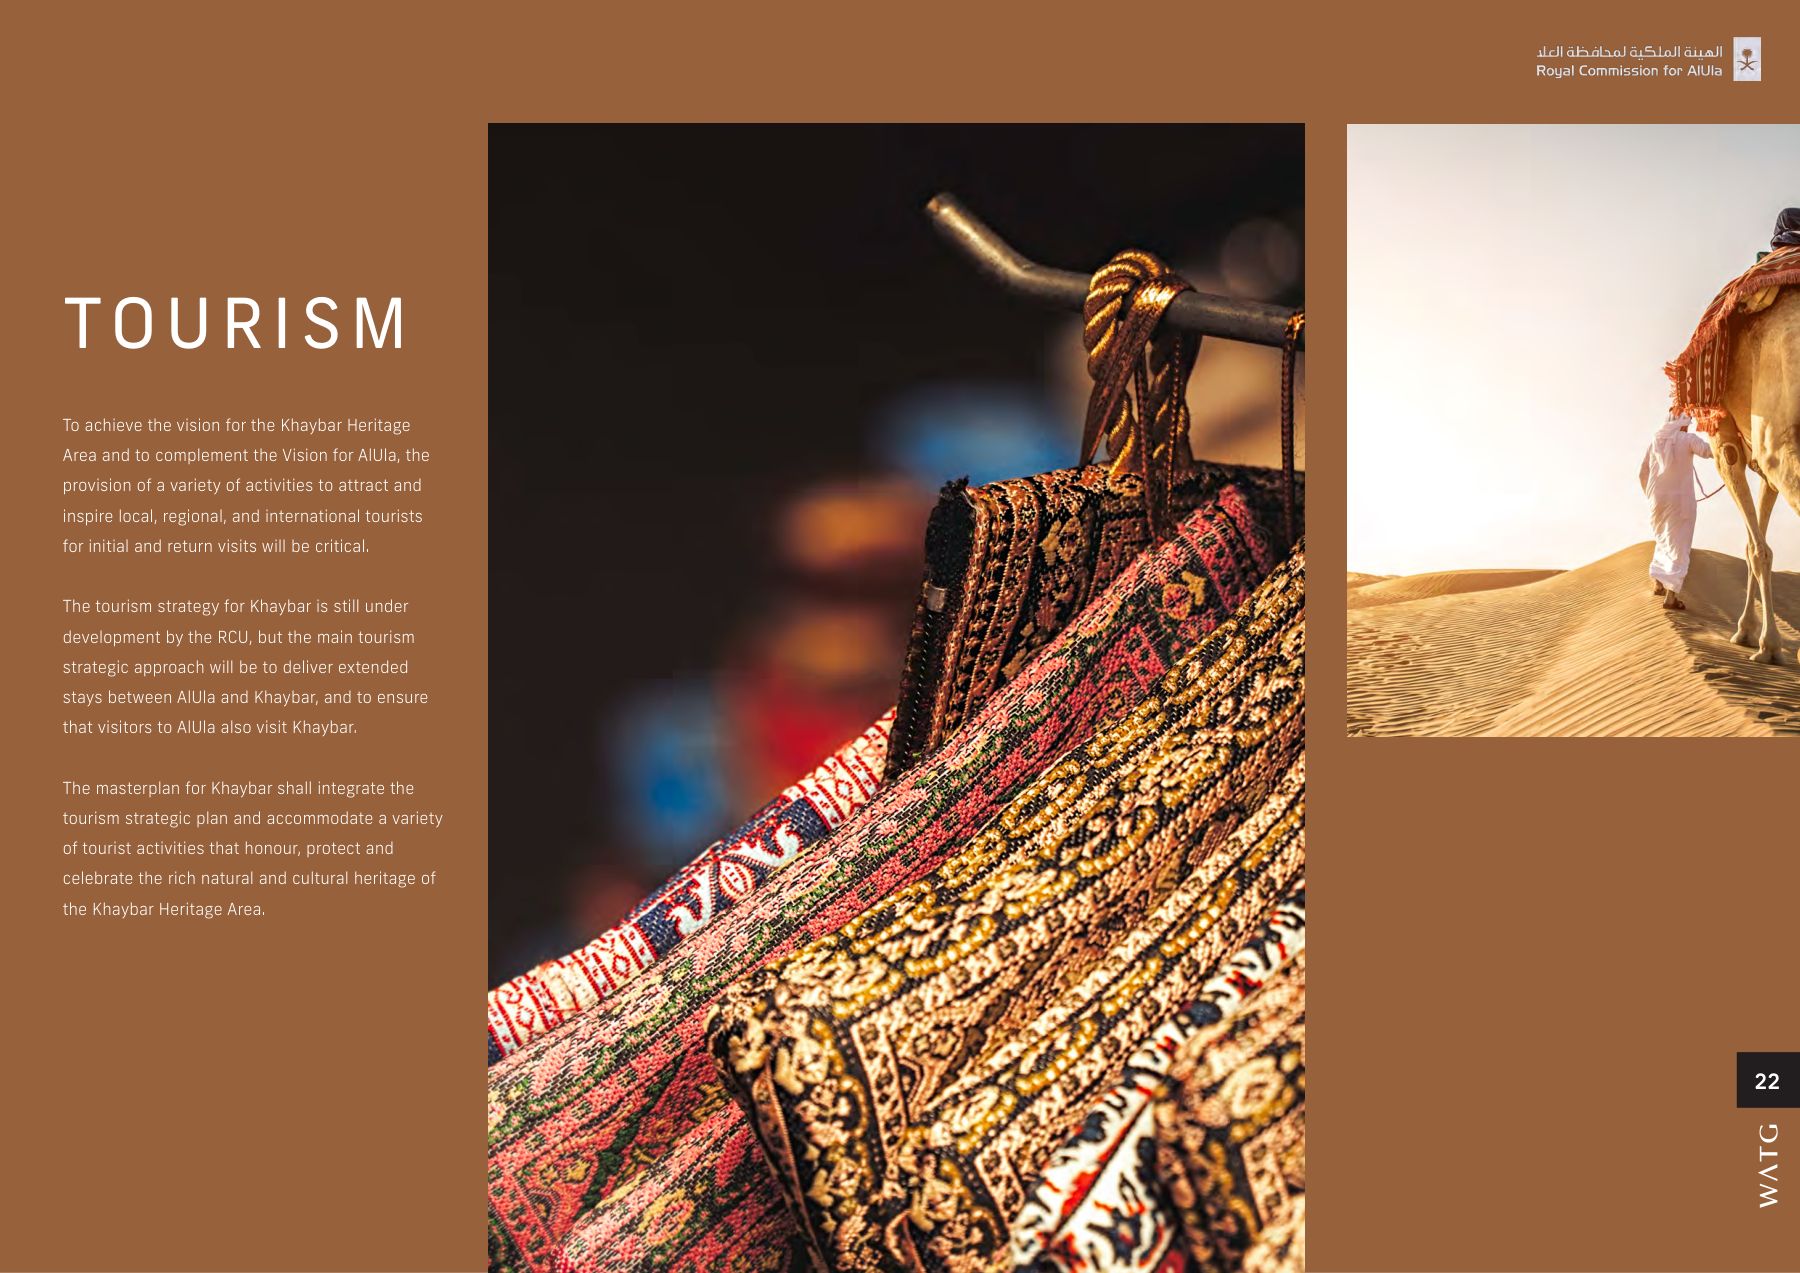 الهيئة الملكية لمحافظة العلا
Royal Commission for AlUla
TOURISM
To achieve the vision for the Khaybar Heritage
Area and to complement the Vision for AlUla, the
provision of a variety of activities to attract and
inspire local, regional, and international tourists
for initial and return visits will be critical.
The tourism strategy for Khaybar is still under
development by the RCU, but the main tourism
strategic approach will be to deliver extended
stays between AlUla and Khaybar, and to ensure
that visitors to AlUla also visit Khaybar.
The masterplan for Khaybar shall integrate the
tourism strategic plan and accommodate a variety
of tourist activities that honour, protect and
celebrate the rich natural and cultural heritage of
the Khaybar Heritage Area.
22
WATG